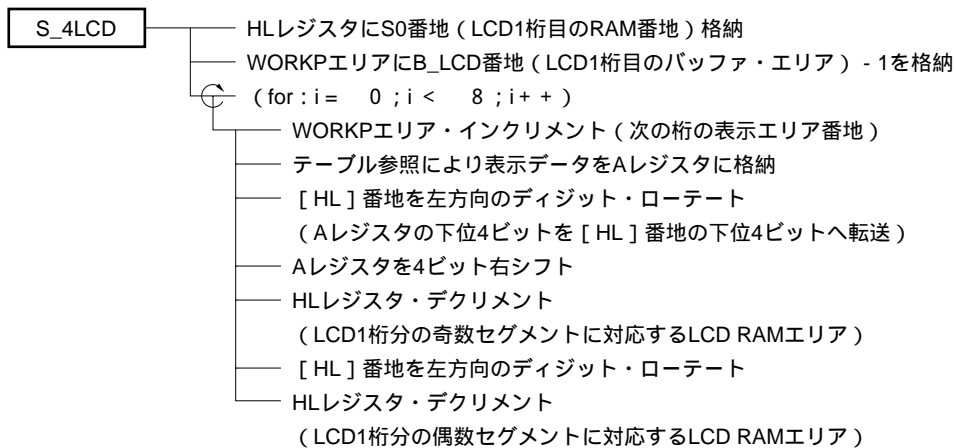 S_4LCD
HLレジスタにS0番地（LCD1桁目のRAM番地）格納
WORKPエリアにB_LCD番地（LCD1桁目のバッファ・エリア）- 1を格納
（for : i = 0 ; i < 8 ; i + + ）
WORKPエリア・インクリメント（次の桁の表示エリア番地）
テーブル参照により表示データをAレジスタに格納
［HL］番地を左方向のディジット・ローテート
（Aレジスタの下位4ビットを［HL］番地の下位4ビットへ転送）
Aレジスタを4ビット右シフト
HLレジスタ・デクリメント
（LCD1桁分の奇数セグメントに対応するLCD RAMエリア）
［HL］番地を左方向のディジット・ローテート
HLレジスタ・デクリメント
（LCD1桁分の偶数セグメントに対応するLCD RAMエリア）